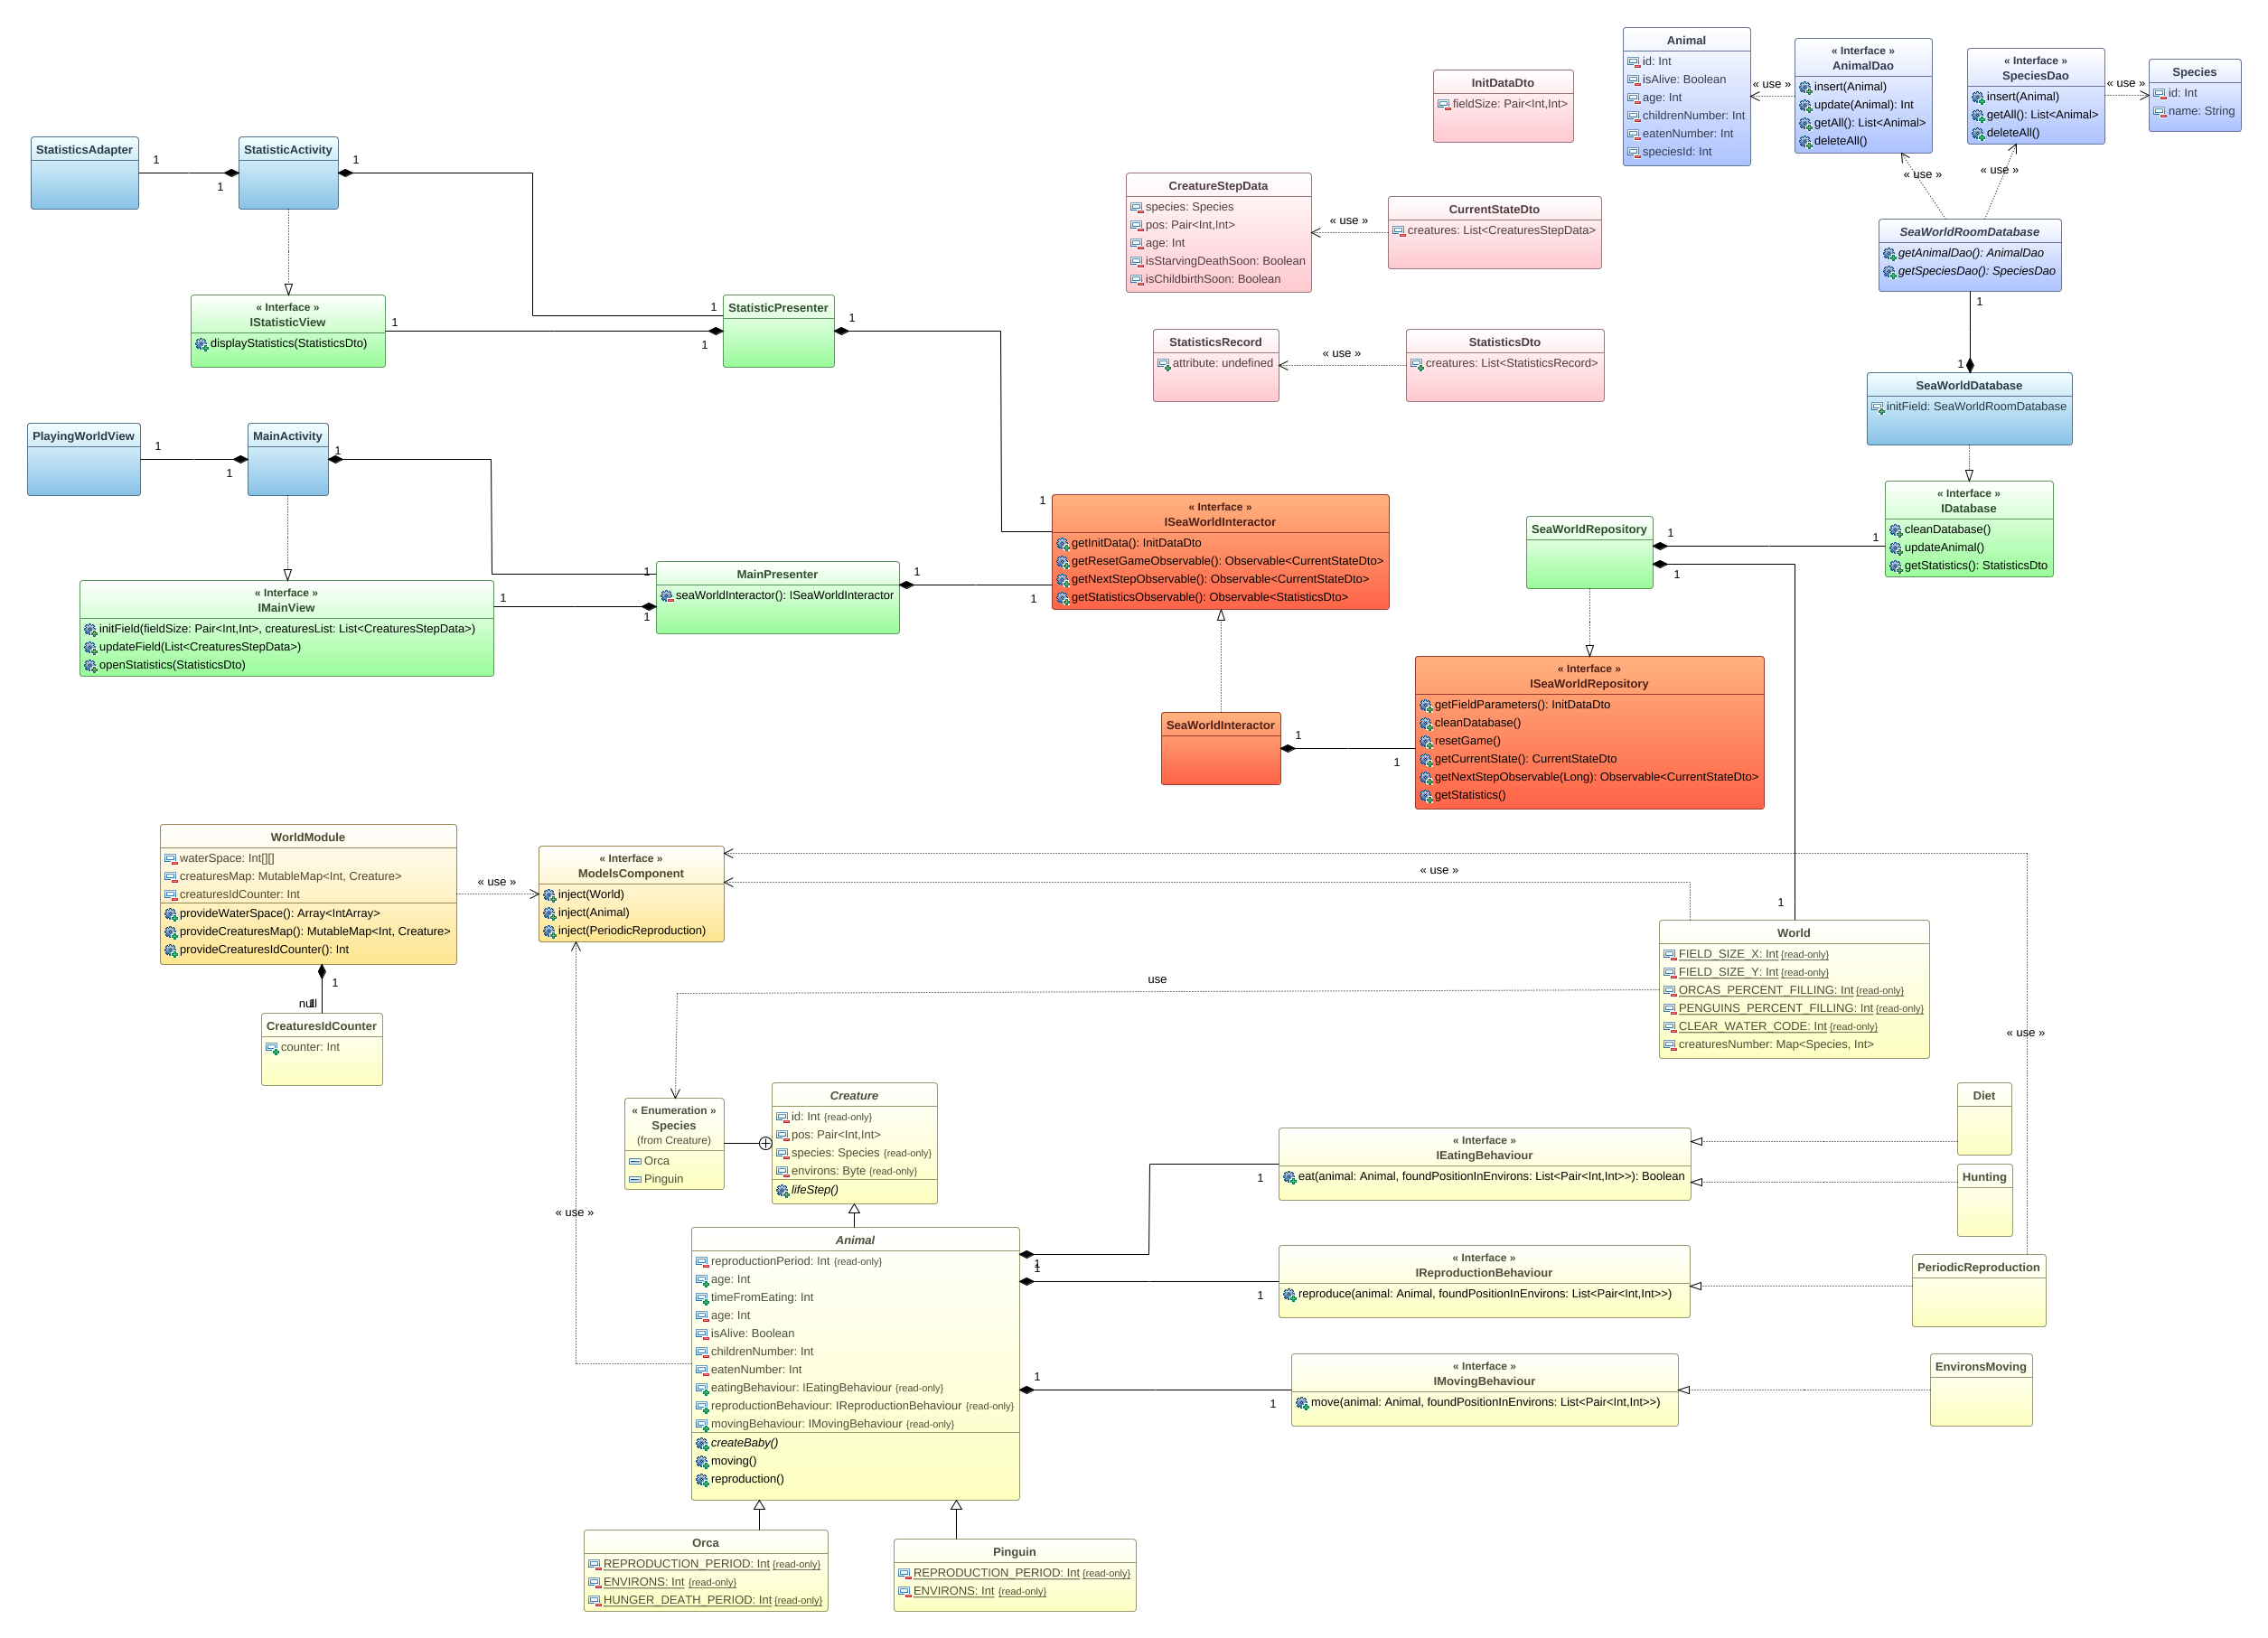 Animal
id: Int
isAlive: Boolean
age: Int
childrenNumber: Int
eatenNumber: Int
speciesId: Int
« use »
« Interface »
AnimalDao
insert(Animal)
update(Animal): Int
getAll(): List<Animal>
deleteAll()
« Interface »
SpeciesDao
insert(Animal)
getAll(): List<Animal>
deleteAll()
« use »
Species
id: Int
name: String
InitDataDto
fieldSize: Pair<Int,Int>
« use »
« use »
StatisticsAdapter
1
1
StatisticActivity
1
CreatureStepData
species: Species
pos: Pair<Int,Int>
age: Int
isStarvingDeathSoon: Boolean
isChildbirthSoon: Boolean
« use »
CurrentStateDto
creatures: List<CreaturesStepData>
SeaWorldRoomDatabase
getAnimalDao(): AnimalDao
getSpeciesDao(): SpeciesDao
1
1
« Interface »
IStatisticView
displayStatistics(StatisticsDto)
1
1
1
StatisticPresenter
1
StatisticsRecord
attribute: undefined
« use »
StatisticsDto
creatures: List<StatisticsRecord>
SeaWorldDatabase
initField: SeaWorldRoomDatabase
PlayingWorldView
1
1
MainActivity
1
1
« Interface »
ISeaWorldInteractor
getInitData(): InitDataDto
getResetGameObservable(): Observable<CurrentStateDto>
getNextStepObservable(): Observable<CurrentStateDto>
getStatisticsObservable(): Observable<StatisticsDto>
SeaWorldRepository
1
1
1
« Interface »
IDatabase
cleanDatabase()
updateAnimal()
getStatistics(): StatisticsDto
« Interface »
IMainView
initField(fieldSize: Pair<Int,Int>, creaturesList: List<CreaturesStepData>)
updateField(List<CreaturesStepData>)
openStatistics(StatisticsDto)
1
1
1
MainPresenter
seaWorldInteractor(): ISeaWorldInteractor
1
1
« Interface »
ISeaWorldRepository
getFieldParameters(): InitDataDto
cleanDatabase()
resetGame()
getCurrentState(): CurrentStateDto
getNextStepObservable(Long): Observable<CurrentStateDto>
getStatistics()
SeaWorldInteractor
1
1
WorldModule
waterSpace: Int[][]
creaturesMap: MutableMap<Int, Creature>
creaturesIdCounter: Int
provideWaterSpace(): Array<IntArray>
provideCreaturesMap(): MutableMap<Int, Creature>
provideCreaturesIdCounter(): Int
« use »
« Interface »
ModelsComponent
inject(World)
inject(Animal)
inject(PeriodicReproduction)
« use »
1
1
null
1
CreaturesIdCounter
counter: Int
World
FIELD_SIZE_X: Int {read-only}
FIELD_SIZE_Y: Int {read-only}
ORCAS_PERCENT_FILLING: Int {read-only}
PENGUINS_PERCENT_FILLING: Int {read-only}
CLEAR_WATER_CODE: Int {read-only}
creaturesNumber: Map<Species, Int>
use
« use »
« Enumeration »
Species
(from Creature)
Orca
Pinguin
Creature
id: Int {read-only}
pos: Pair<Int,Int>
species: Species {read-only}
environs: Byte {read-only}
lifeStep()
« use »
« Interface »
IEatingBehaviour
eat(animal: Animal, foundPositionInEnvirons: List<Pair<Int,Int>>): Boolean
1
1
Diet
Hunting
Animal
reproductionPeriod: Int {read-only}
age: Int
timeFromEating: Int
age: Int
isAlive: Boolean
childrenNumber: Int
eatenNumber: Int
eatingBehaviour: IEatingBehaviour {read-only}
reproductionBehaviour: IReproductionBehaviour {read-only}
movingBehaviour: IMovingBehaviour {read-only}
createBaby()
moving()
reproduction()
1
1
« Interface »
IReproductionBehaviour
reproduce(animal: Animal, foundPositionInEnvirons: List<Pair<Int,Int>>)
PeriodicReproduction
1
1
« Interface »
IMovingBehaviour
move(animal: Animal, foundPositionInEnvirons: List<Pair<Int,Int>>)
EnvironsMoving
Orca
REPRODUCTION_PERIOD: Int {read-only}
ENVIRONS: Int {read-only}
HUNGER_DEATH_PERIOD: Int {read-only}
Pinguin
REPRODUCTION_PERIOD: Int {read-only}
ENVIRONS: Int {read-only}